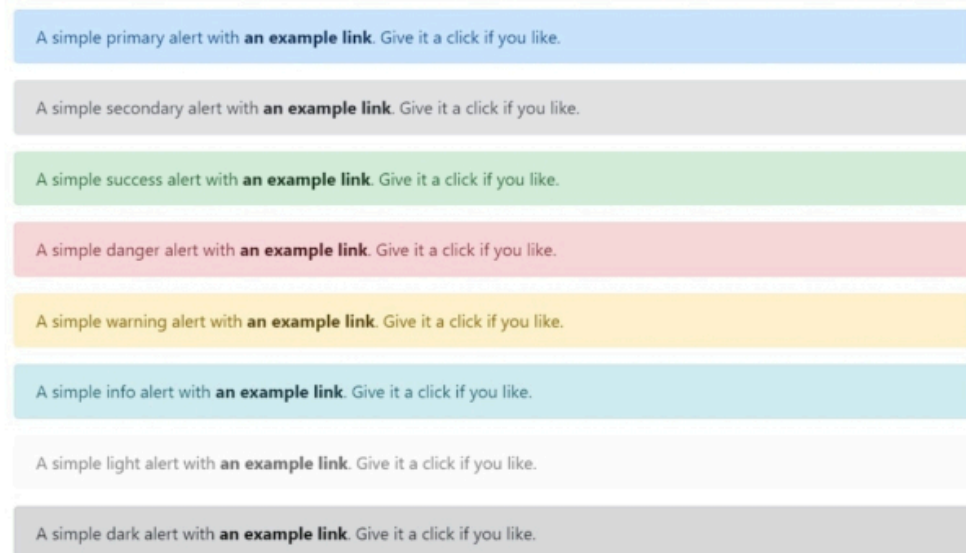 A simple primary alert with an example link. Give it a click if you like.
A simple secondary alert with an example link. Give it a click if you like.
A simple success alert with an example link. Give it a click if you like.
A simple danger alert with an example link. Give it a click if you like.
A simple warning alert with an example link. Give it a click if you like.
A simple info alert with an example link. Give it a click if you like.
A simple light alert with an example link. Give it a click if you like.
A simple dark alert with an example link. Give it a click if you like.